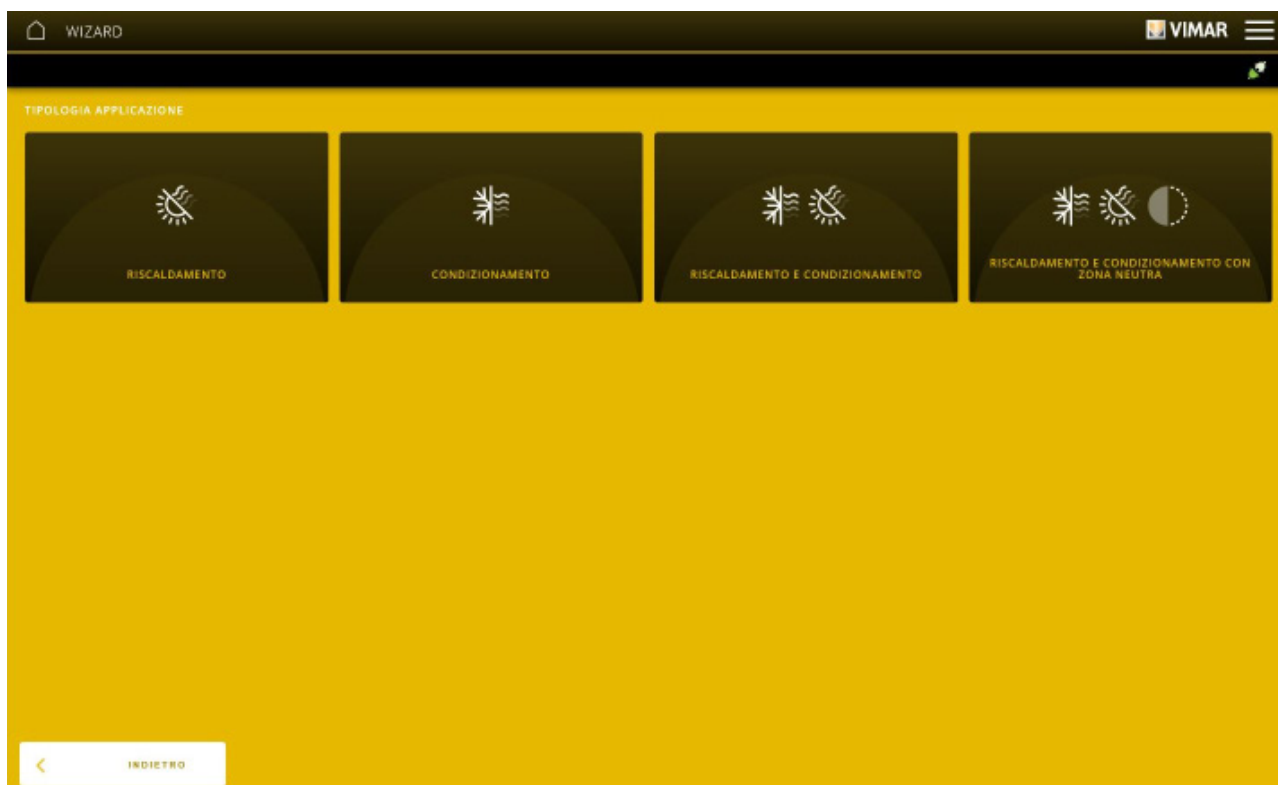 WIZARD
VIMAR
TIPOLOGIA APPLICAZIONE
RISCALDAMENTO
CONDIZIONAMENTO
RISCALDAMENTO E CONDIZIONAMENTO
RISCALDAMENTO E CONDIZIONAMENTO CON
ZONA NEUTRA
INDIETRO